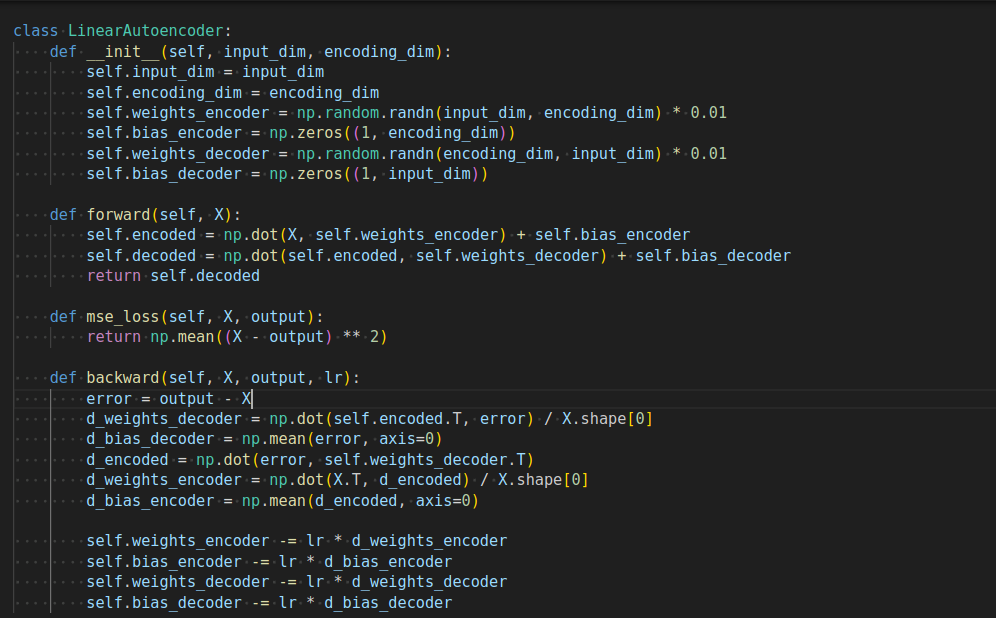 class LinearAutoencoder:
    def __init__(self, input_dim, encoding_dim):
        self.input_dim = input_dim
        self.encoding_dim = encoding_dim
        self.weights_encoder = np.random.randn(input_dim, encoding_dim) * 0.01
        self.bias_encoder = np.zeros((1, encoding_dim))
        self.weights_decoder = np.random.randn(encoding_dim, input_dim) * 0.01
        self.bias_decoder = np.zeros((1, input_dim))

    def forward(self, X):
        self.encoded = np.dot(X, self.weights_encoder) + self.bias_encoder
        self.decoded = np.dot(self.encoded, self.weights_decoder) + self.bias_decoder
        return self.decoded

    def mse_loss(self, X, output):
        return np.mean((X - output) ** 2)

    def backward(self, X, output, lr):
        error = output - X
        d_weights_decoder = np.dot(self.encoded.T, error) / X.shape[0]
        d_bias_decoder = np.mean(error, axis=0)
        d_encoded = np.dot(error, self.weights_decoder.T)
        d_weights_encoder = np.dot(X.T, d_encoded) / X.shape[0]
        d_bias_encoder = np.mean(d_encoded, axis=0)

        self.weights_encoder -= lr * d_weights_encoder
        self.bias_encoder -= lr * d_bias_encoder
        self.weights_decoder -= lr * d_weights_decoder
        self.bias_decoder -= lr * d_bias_decoder